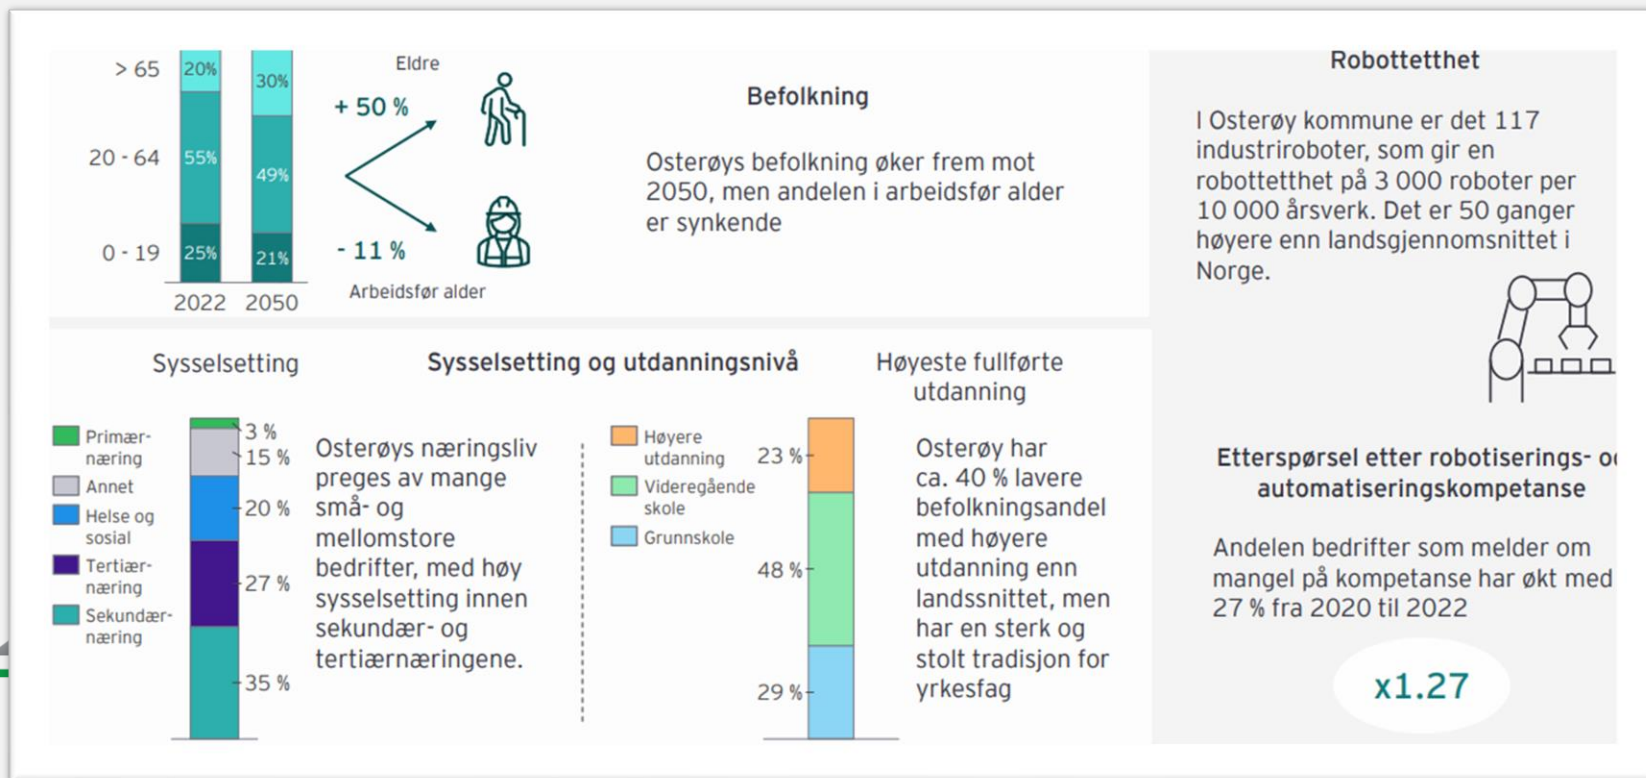 > 65
20%
30%
20 - 64
55%
49%
0 - 19
25%
21%
2022
2050
Eldre
+ 50 %
- 11 %
Arbeidsfør alder
Befolkning
Osterøys befolkning øker frem mot
2050, men andelen i arbeidsfør alder
er synkende
Sysselsetting
Sysselsetting og utdanningsnivå
Høyeste fullførte
utdanning
Primær-
næring
Annet
Helse og
sosial
Tertiær-
næring
Sekundær-
næring
3 %
15 %
20 %
27 %
35 %
Osterøys næringsliv
preges av mange
små- og
mellomstore
bedrifter, med høy
sysselsetting innen
sekundær- og
tertiærnæringene.
Høyere
utdanning
Videregående
skole
Grunnskole
23 %
48 %
29 %
Osterøy har
ca. 40 % lavere
befolkningsandel
med høyere
utdanning enn
landssnittet, men
har en sterk og
stolt tradisjon for
yrkesfag
Robottetthet
I Osterøy kommune er det 117
industriroboter, som gir en
robottetthet på 3 000 roboter per
10 000 årsverk. Det er 50 ganger
høyere enn landsgjennomsnittet i
Norge.
Etterspørsel etter robotiserings-
automatiseringskompetanse
Andelen bedrifter som melder om
mangel på kompetanse har økt med
27 % fra 2020 til 2022
x1.27